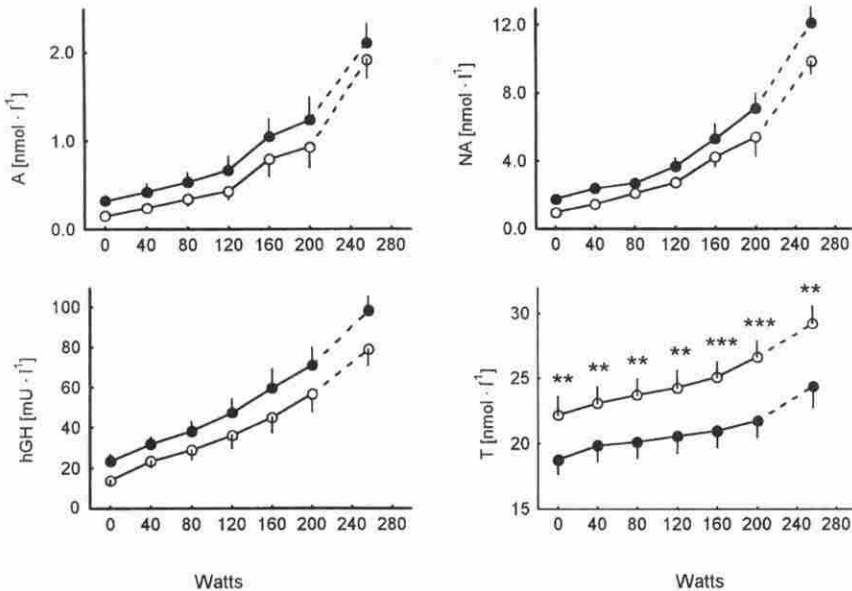 A [nmol · l¯¹]
2.0
1.0
0.0
0 40 80 120 160 200 240 280
NA [nmol · l¯¹]
12.0
8.0
4.0
0.0
0 40 80 120 160 200 240 280
hGH [mU · l¯¹]
100
80
60
40
20
0
0 40 80 120 160 200 240 280
Watts
T [nmol · l¯¹]
30
25
20
15
** ** ** ** *** *** **
0 40 80 120 160 200 240 280
Watts